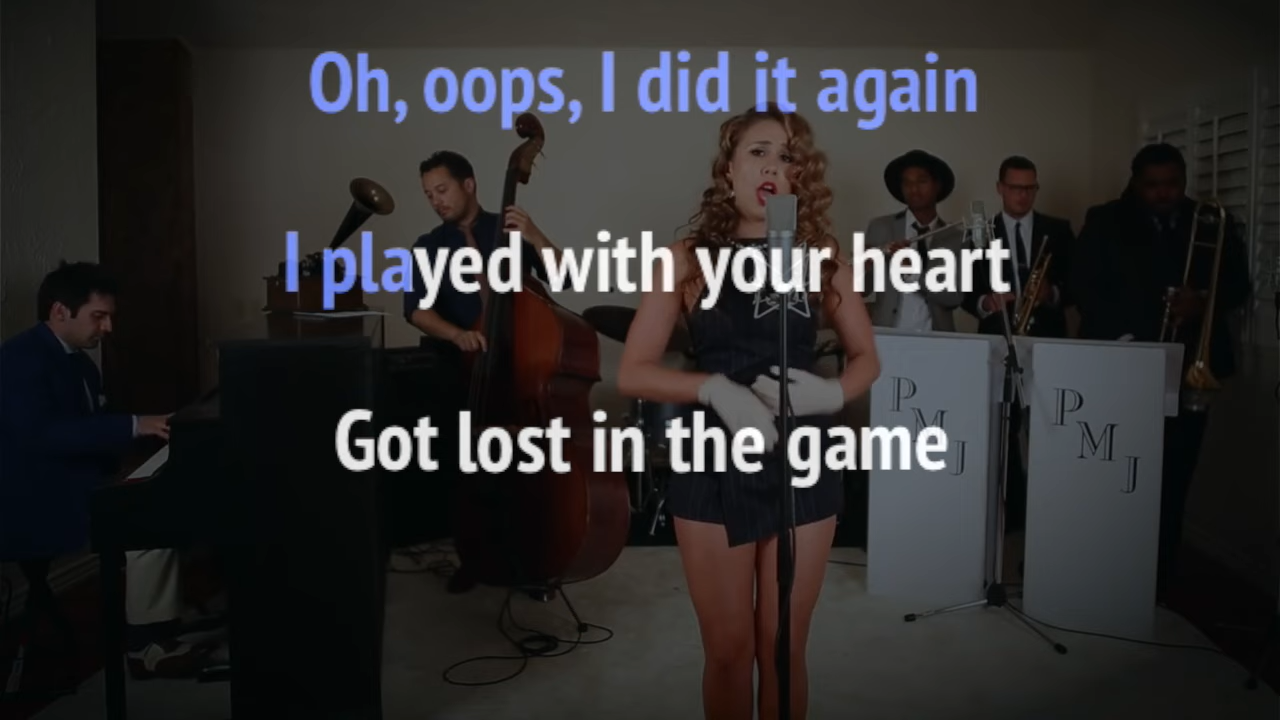 Oh, oops, I did it again
I played with your heart
Got lost in the game
PMJ
PMJ